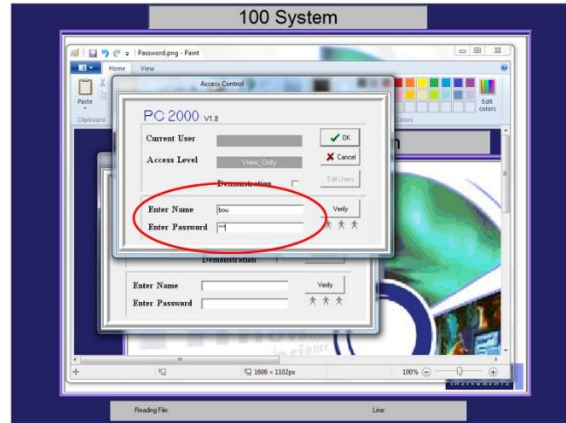 100 System
Password.png - Paint
Home View
Paste
Clipboard
Colors
Edit colors
Access Control
PC 2000 V1.8
Current User
OK
Access Level View_Only
Cancel
Demonstration
Edit Users
Enter Name bou
Verify
Enter Password **
Demonstration
Enter Name
Verify
Enter Password
1606 × 1102px
100%
INSTRUMENTS
Reading File: Line: